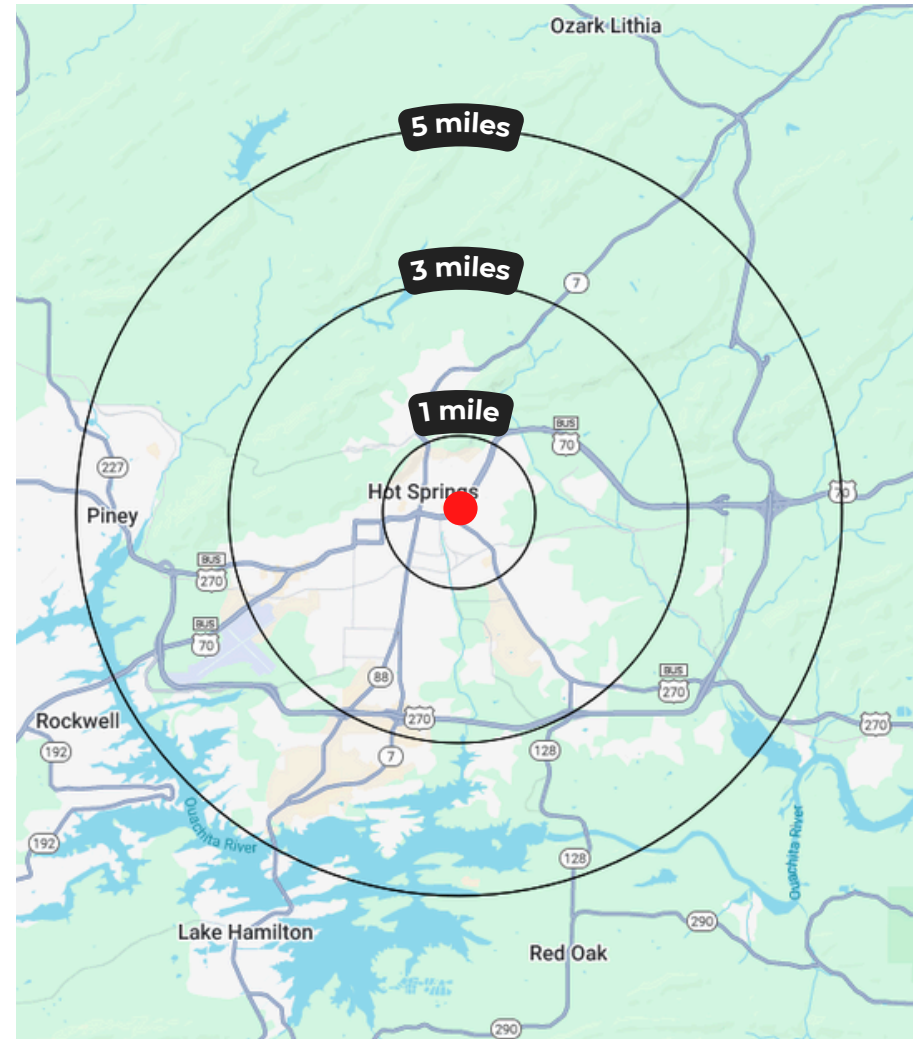 Ozark Lithia
5 miles
3 miles
7
1 mile
BUS
70
227
Hot Springs
70
Piney
BUS
270
BUS
70
88
BUS
270
Rockwell
270
270
192
7
128
Ouachita River
Ouachita River
192
128
290
Lake Hamilton
Red Oak
290